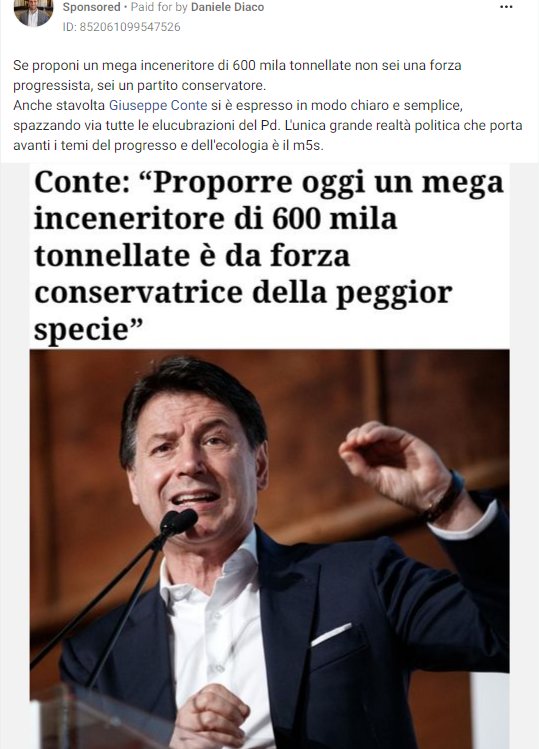 Sponsored • Paid for by Daniele Diaco
ID: 852061099547526
Se proponi un mega inceneritore di 600 mila tonnellate non sei una forza
progressista, sei un partito conservatore.
Anche stavolta Giuseppe Conte si è espresso in modo chiaro e semplice,
spazzando via tutte le elucubrazioni del Pd. L'unica grande realtà politica che porta
avanti i temi del progresso e dell'ecologia è il m5s.
Conte: “Proporre oggi un mega
inceneritore di 600 mila
tonnellate è da forza
conservatrice della peggior
specie”